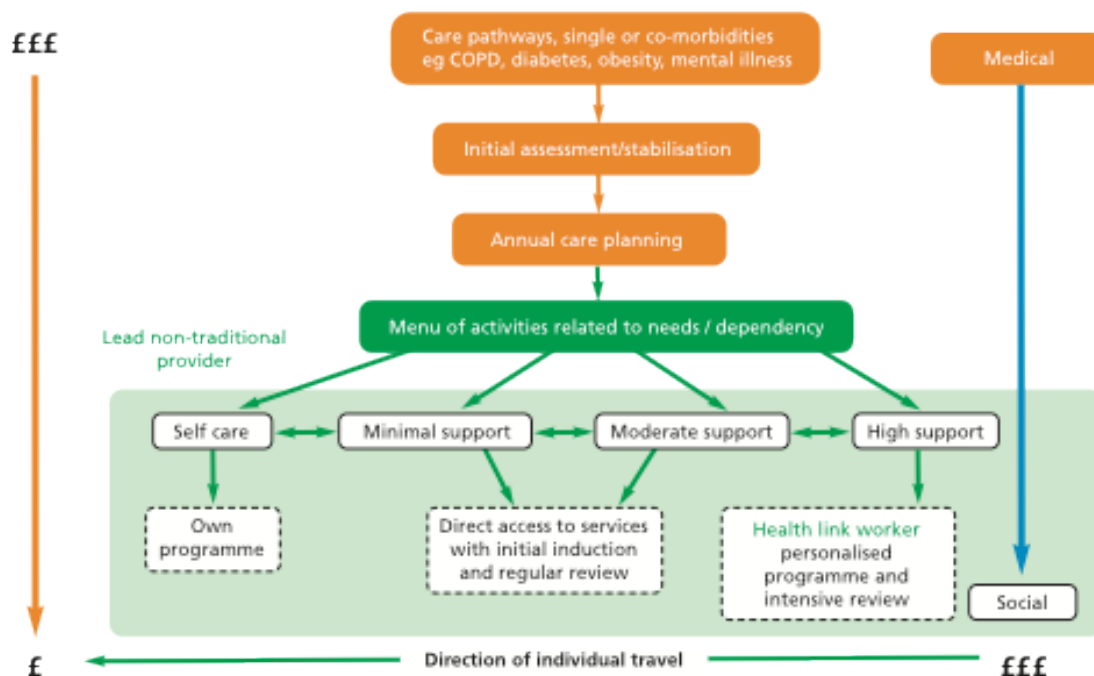 £££
Care pathways, single or co-morbidities
eg COPD, diabetes, obesity, mental illness
Medical
Initial assessment/stabilisation
Annual care planning
Menu of activities related to needs / dependency
Lead non-traditional
provider
Self care
Minimal support
Moderate support
High support
Own
programme
Direct access to services
with initial induction
and regular review
Health link worker
personalised
programme and
intensive review
Social
£
Direction of individual travel
£££